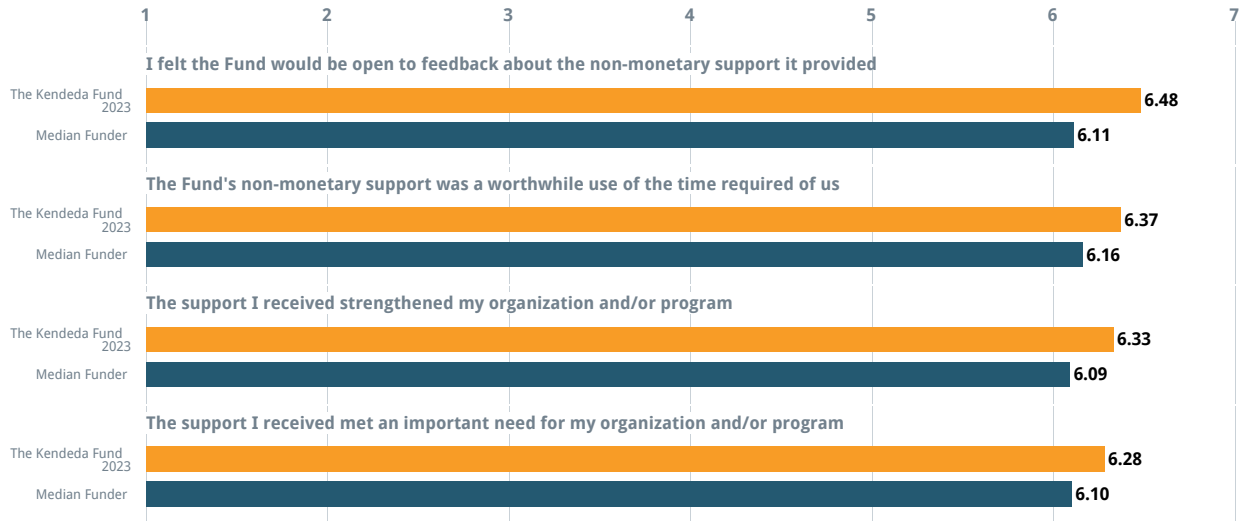 1 2 3 4 5 6 7
I felt the Fund would be open to feedback about the non-monetary support it provided
The Kendeda Fund
2023
6.48
Median Funder
6.11
The Fund's non-monetary support was a worthwhile use of the time required of us
The Kendeda Fund
2023
6.37
Median Funder
6.16
The support I received strengthened my organization and/or program
The Kendeda Fund
2023
6.33
Median Funder
6.09
The support I received met an important need for my organization and/or program
The Kendeda Fund
2023
6.28
Median Funder
6.10